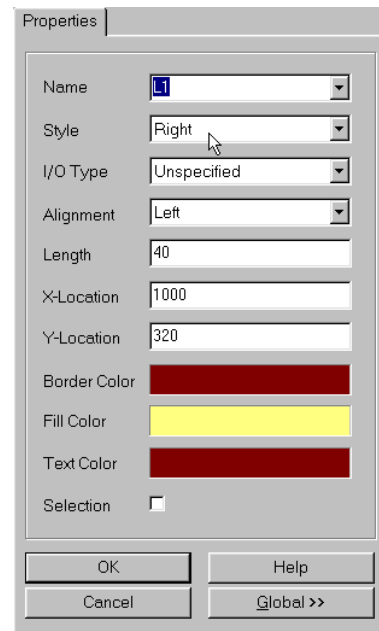 Properties
Name L1
Style Right
I/O Type Unspecified
Alignment Left
Length 40
X-Location 1000
Y-Location 320
Border Color
Fill Color
Text Color
Selection
OK Help
Cancel Global >>